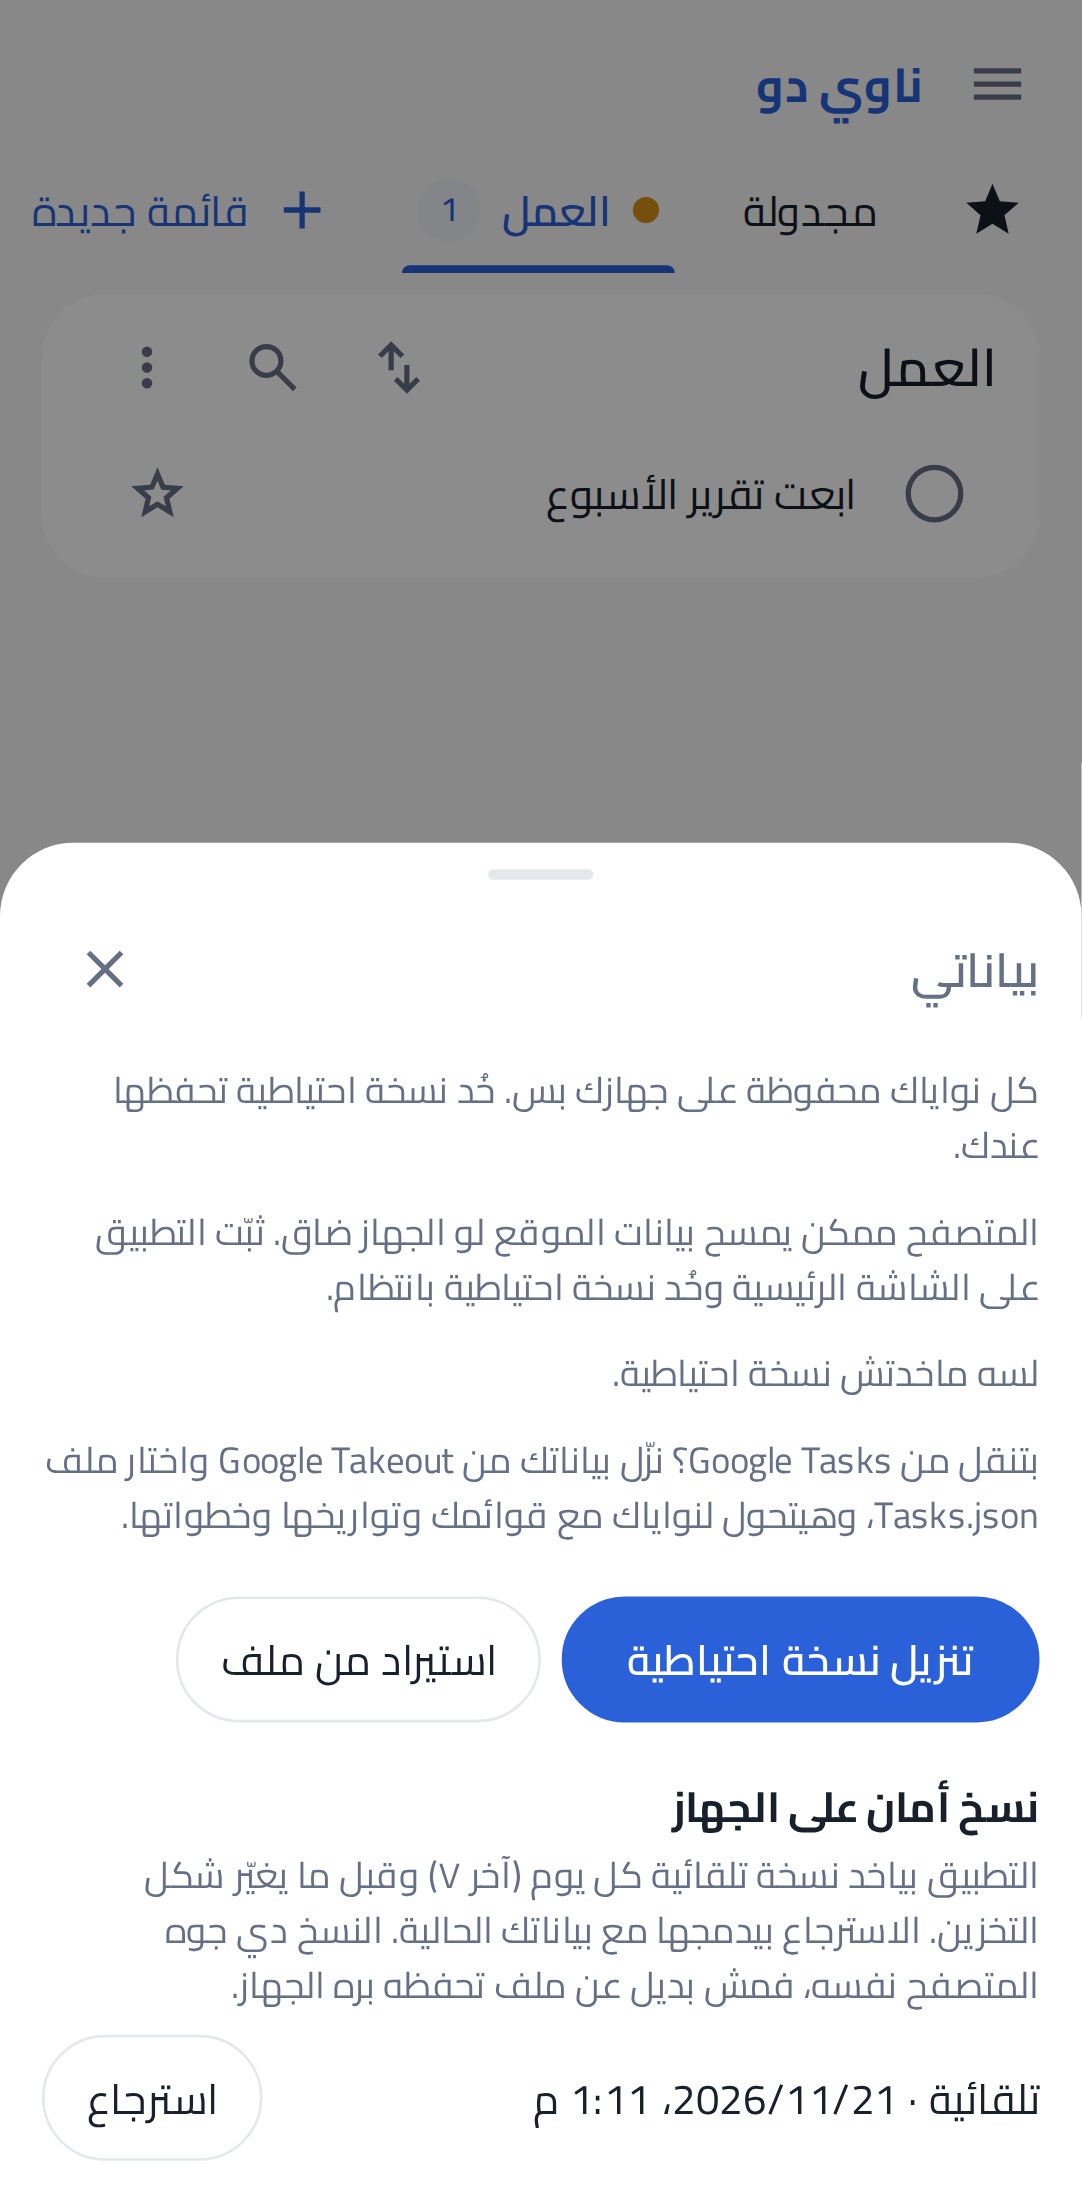 ناوي دو
مجدولة
العمل 1
قائمة جديدة
العمل
ابعت تقرير الأسبوع
بياناتي
كل نواياك محفوظة على جهازك بس. خُد نسخة احتياطية تحفظها
عندك.
المتصفح ممكن يمسح بيانات الموقع لو الجهاز ضاق. ثبّت التطبيق
على الشاشة الرئيسية وخُد نسخة احتياطية بانتظام.
لسه ماخدتش نسخة احتياطية.
بتنقل من Google Tasks؟ نزّل بياناتك من Google Takeout واختار ملف
Tasks.json، وهيتحول لنواياك مع قوائمك وتواريخها وخطواتها.
تنزيل نسخة احتياطية
استيراد من ملف
نسخ أمان على الجهاز
التطبيق بياخد نسخة تلقائية كل يوم (آخر ٧) وقبل ما يغيّر شكل
التخزين. الاسترجاع بيدمجها مع بياناتك الحالية. النسخ دي جوه
المتصفح نفسه، فمش بديل عن ملف تحفظه بره الجهاز.
تلقائية · 2026/11/21، 1:11 م
استرجاع